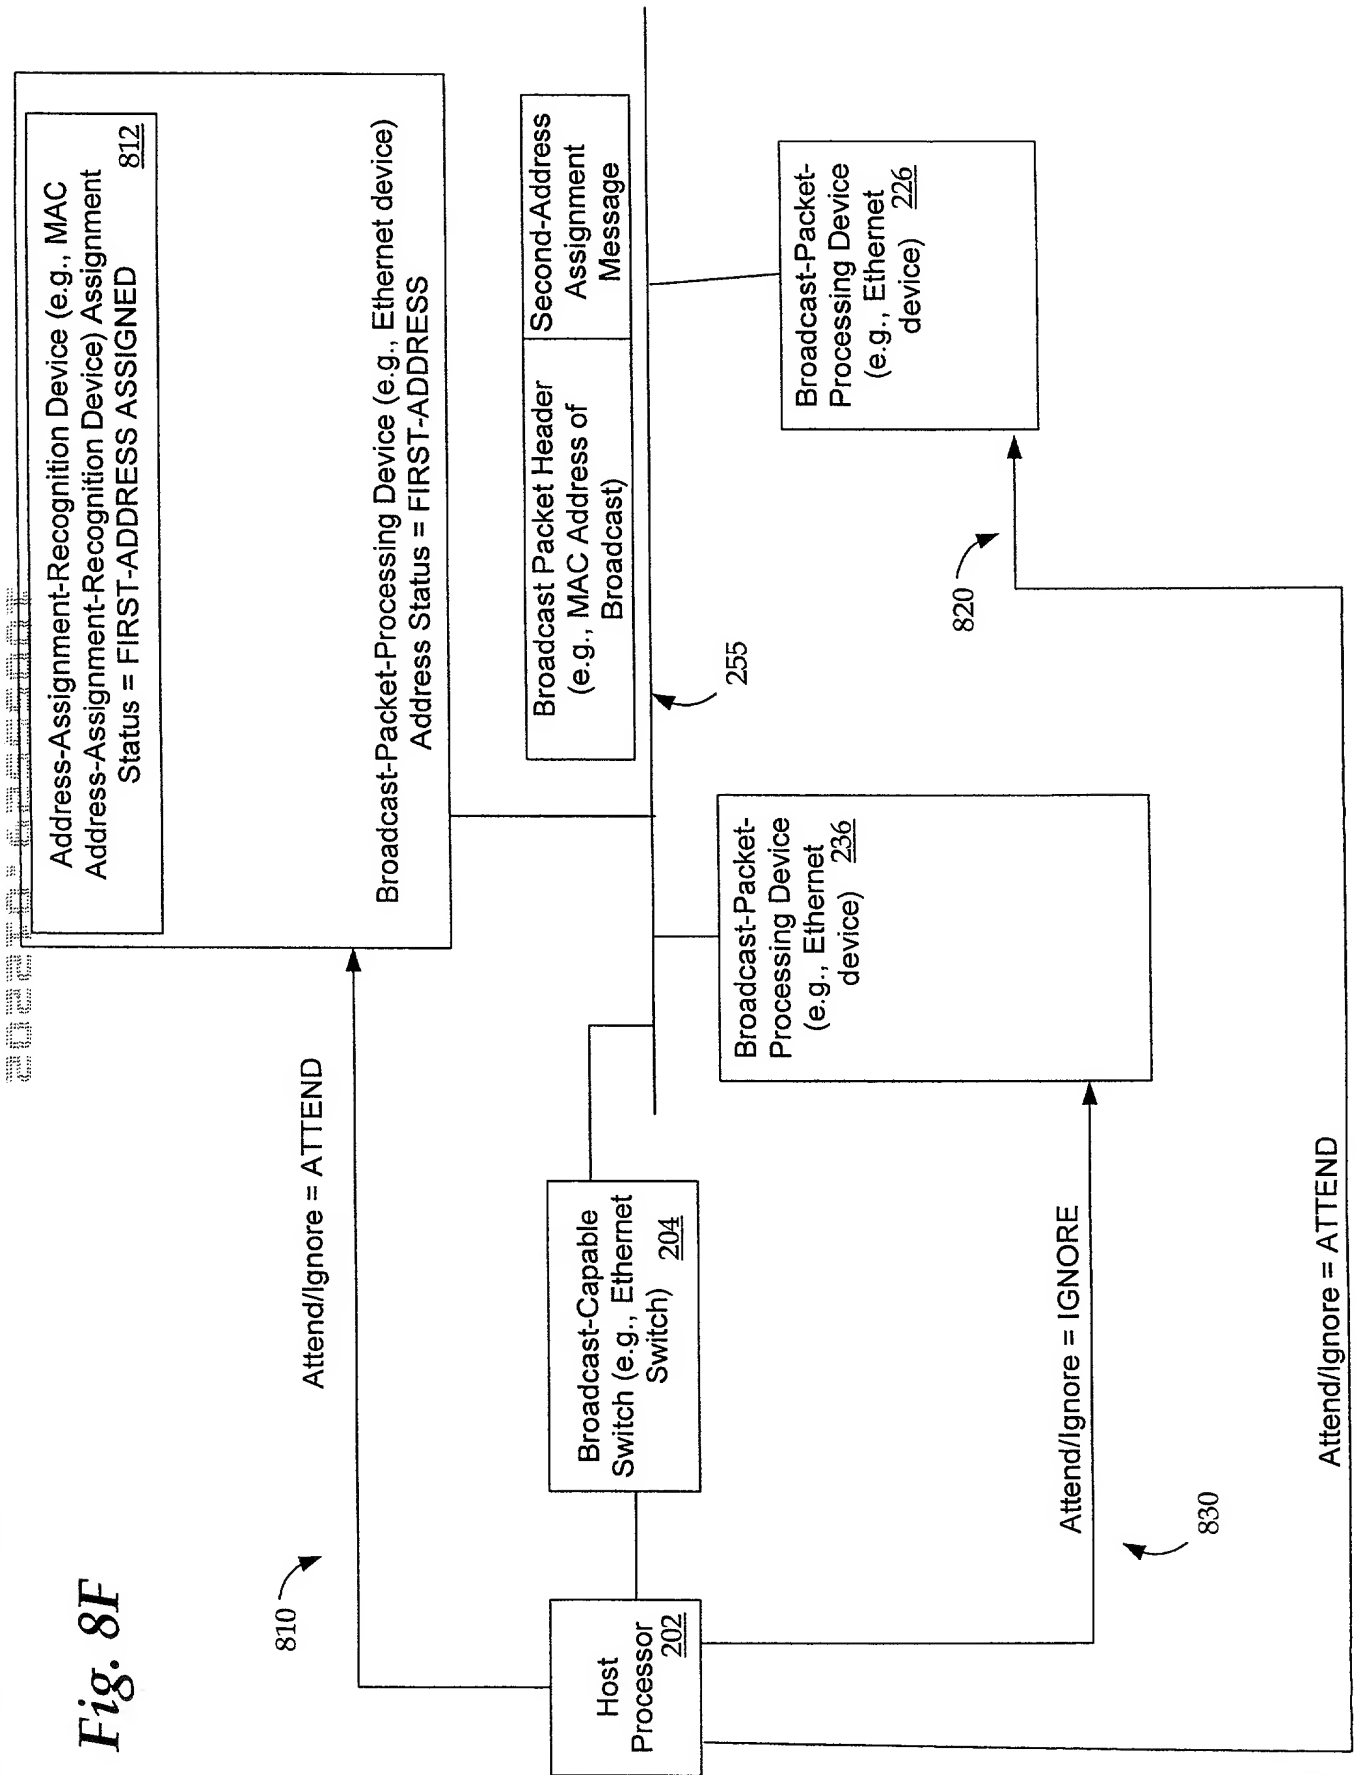 Fig. 8F
Address-Assignment-Recognition Device (e.g., MAC
Address-Assignment-Recognition Device) Assignment
Status = FIRST-ADDRESS ASSIGNED
812
Broadcast-Packet-Processing Device (e.g., Ethernet device)
Address Status = FIRST-ADDRESS
Attend/Ignore = ATTEND
810
Host
Processor
202
Broadcast-Capable
Switch (e.g., Ethernet
Switch)
204
Broadcast Packet Header
(e.g., MAC Address of
Broadcast)
Second-Address
Assignment
Message
255
Broadcast-Packet-
Processing Device
(e.g., Ethernet
device)
236
Broadcast-Packet-
Processing Device
(e.g., Ethernet
device)
226
820
Attend/Ignore = IGNORE
830
Attend/Ignore = ATTEND